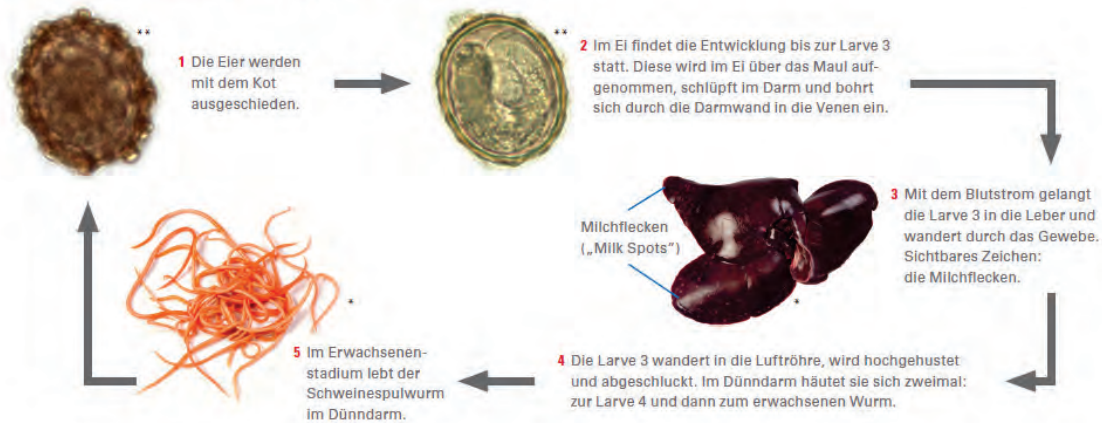 **
1 Die Eier werden
mit dem Kot
ausgeschieden.
**
2 Im Ei findet die Entwicklung bis zur Larve 3
statt. Diese wird im Ei über das Maul auf-
genommen, schlüpft im Darm und bohrt
sich durch die Darmwand in die Venen ein.
Milchflecken
(„Milk Spots")
*
3 Mit dem Blutstrom gelangt
die Larve 3 in die Leber und
wandert durch das Gewebe.
Sichtbares Zeichen:
die Milchflecken.
4 Die Larve 3 wandert in die Luftröhre, wird hochgehustet
und abgeschluckt. Im Dünndarm häutet sie sich zweimal:
zur Larve 4 und dann zum erwachsenen Wurm.
*
5 Im Erwachsenen-
stadium lebt der
Schweinespulwurm
im Dünndarm.